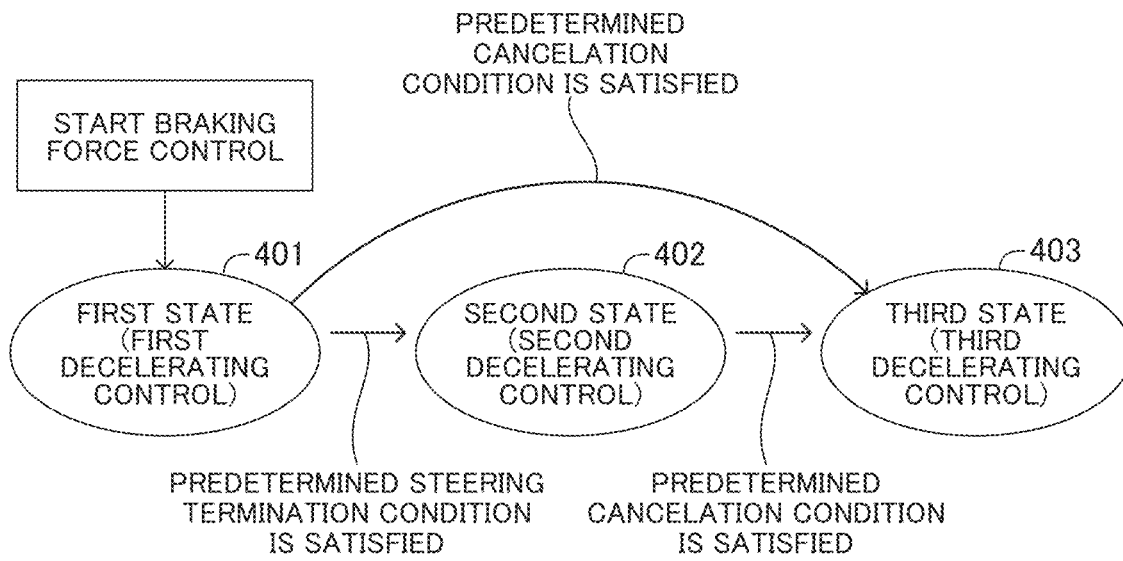 PREDETERMINED
CANCELATION
CONDITION IS SATISFIED
START BRAKING
FORCE CONTROL
401
FIRST STATE
(FIRST
DECELERATING
CONTROL)
402
SECOND STATE
(SECOND
DECELERATING
CONTROL)
403
THIRD STATE
(THIRD
DECELERATING
CONTROL)
PREDETERMINED STEERING
TERMINATION CONDITION
IS SATISFIED
PREDETERMINED
CANCELATION CONDITION
IS SATISFIED